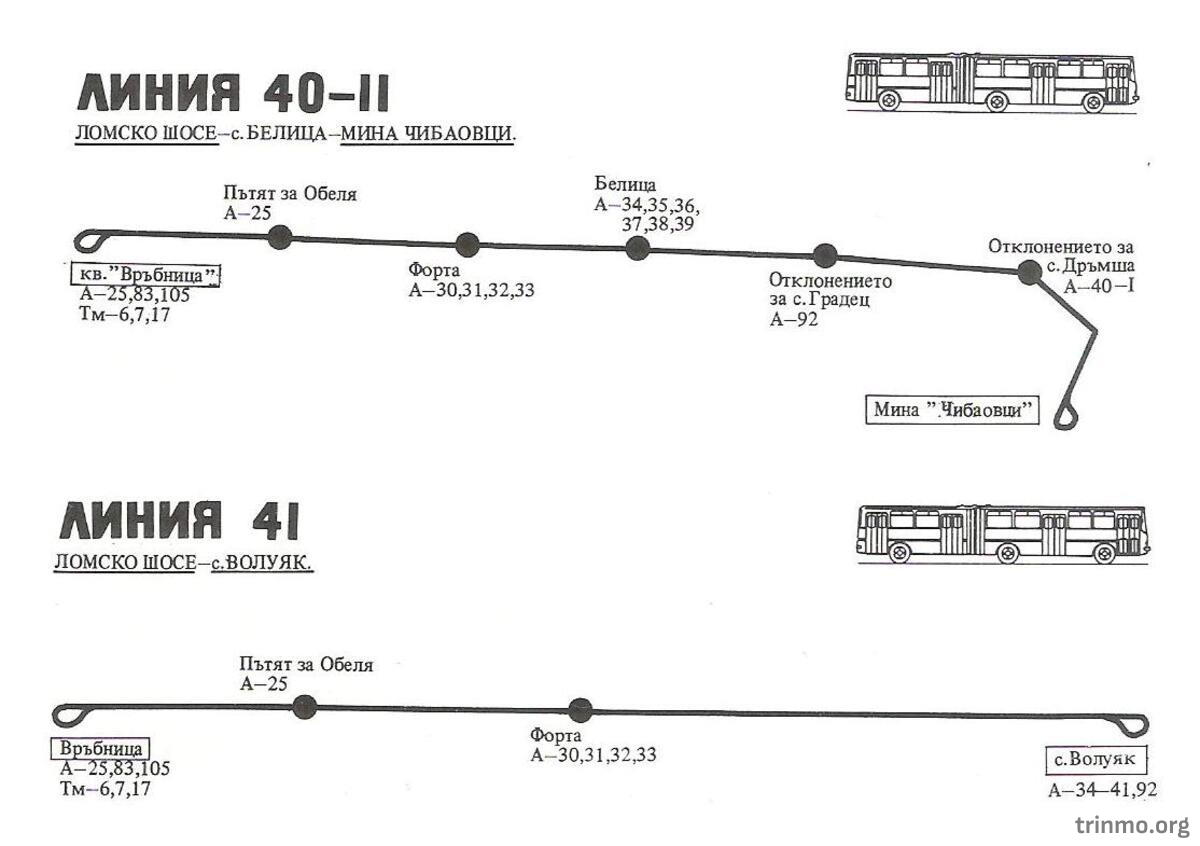 ЛИНИЯ 40-II
ЛОМСКО ШОСЕ-с.БЕЛИЦА-МИНА ЧИБАОВЦИ.
Пътят за Обеля
А-25
Белица
А-34,35,36,
37,38,39
Отклонението за
с.Дръмша
А-40-I
кв."Връбница"
А-25,83,105
Тм-6,7,17
Форта
А-30,31,32,33
Отклонението
за с.Градец
А-92
Мина "Чибаовци"
ЛИНИЯ 41
ЛОМСКО ШОСЕ-с.ВОЛУЯК.
Пътят за Обеля
А-25
Връбница
А-25,83,105
Тм-6,7,17
Форта
А-30,31,32,33
с.Волуяк
А-34-41,92
trinmo.org